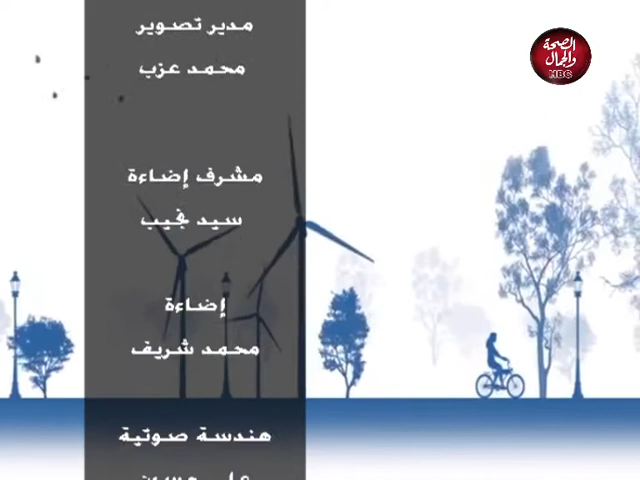 الصحة
والجمال
HBC
مدير تصوير
محمد عزب
مشرف إضاءة
سيد نجيب
إضاءة
محمد شريف
هندسة صوتية